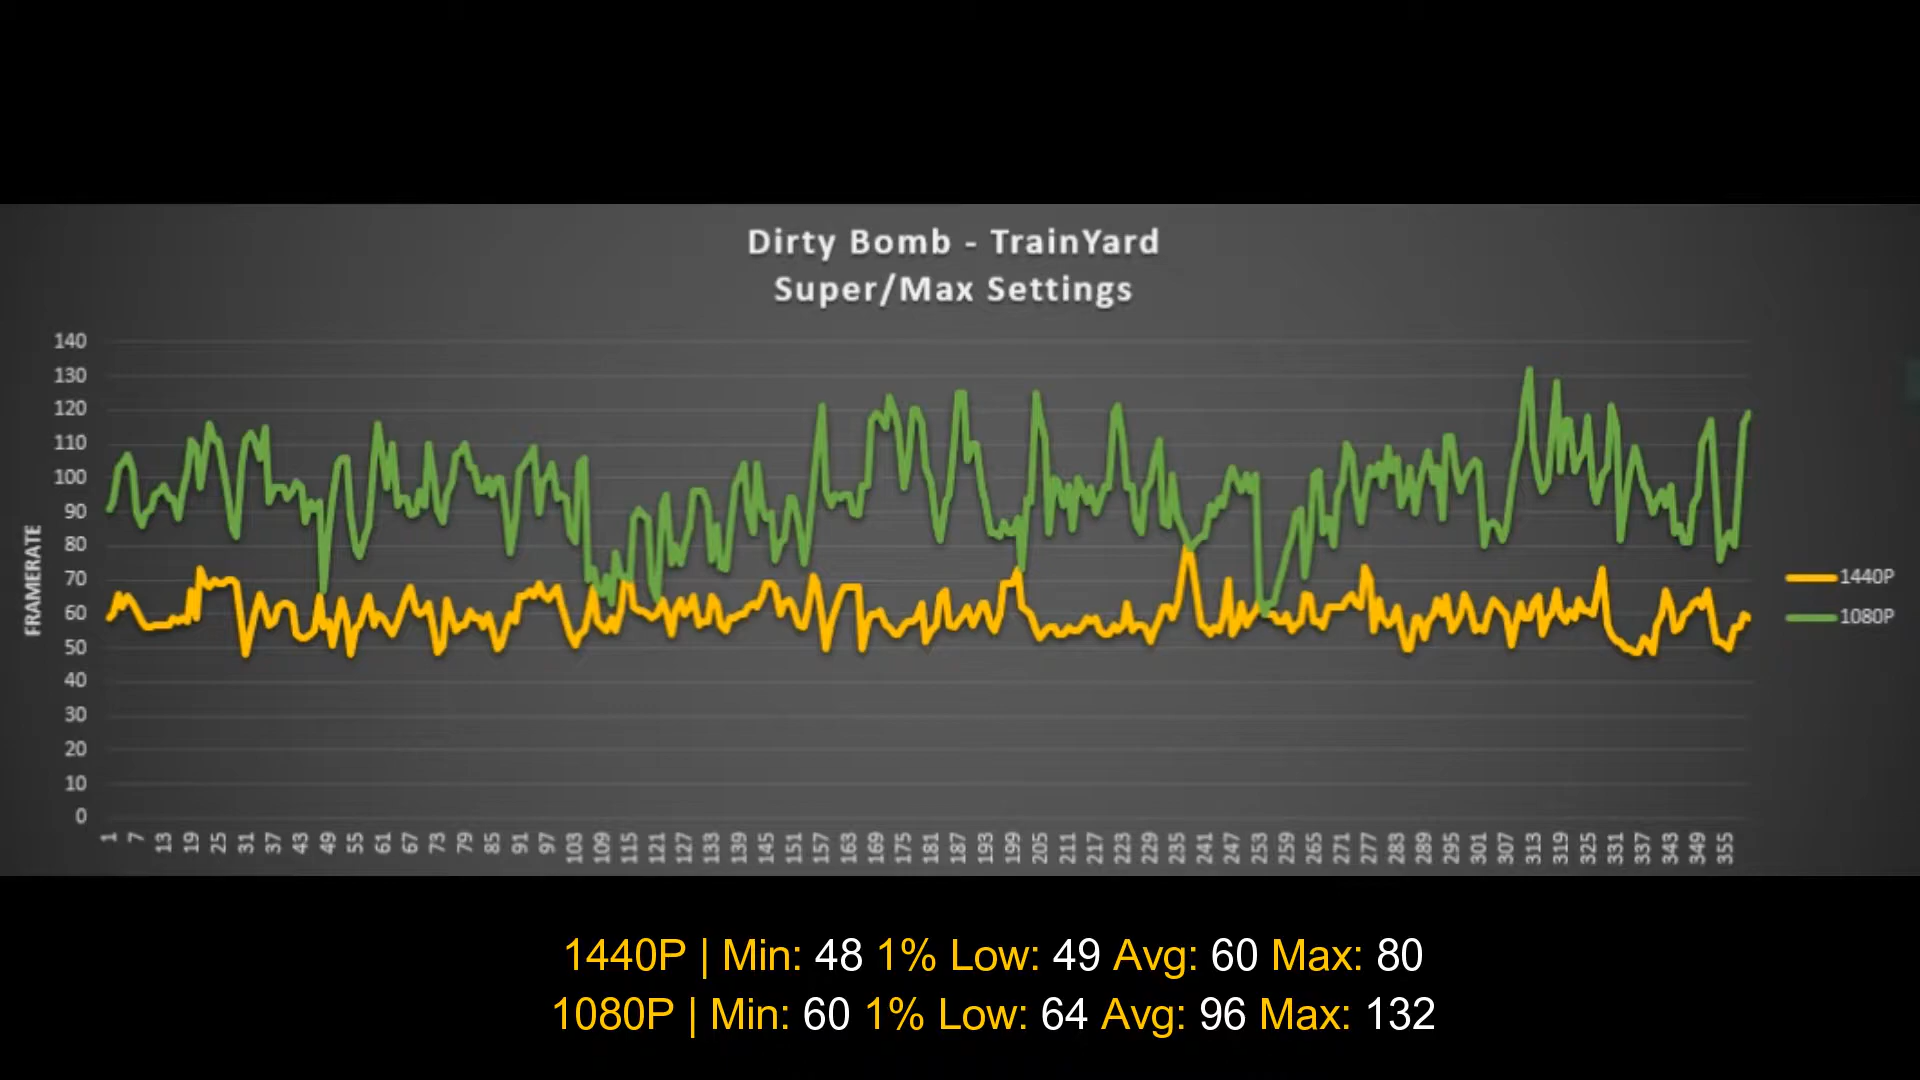 Dirty Bomb - TrainYard
Super/Max Settings
FRAMERATE
140
130
120
110
100
90
80
70
60
50
40
30
20
10
0
1 7 13 19 25 31 37 43 49 55 61 67 73 79 85 91 97 103 109 115 121 127 133 139 145 151 157 163 169 175 181 187 193 199 205 211 217 223 229 235 241 247 253 259 265 271 277 283 289 295 301 307 313 319 325 331 337 343 349 355
1440P
1080P
1440P | Min: 48 1% Low: 49 Avg: 60 Max: 80
1080P | Min: 60 1% Low: 64 Avg: 96 Max: 132